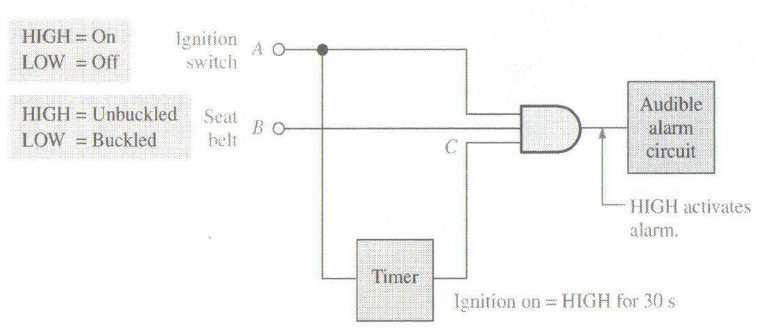 HIGH = On
LOW = Off
Ignition
switch
A
HIGH = Unbuckled
LOW = Buckled
Seat
belt
B
C
Audible
alarm
circuit
HIGH activates
alarm.
Timer
Ignition on = HIGH for 30 s